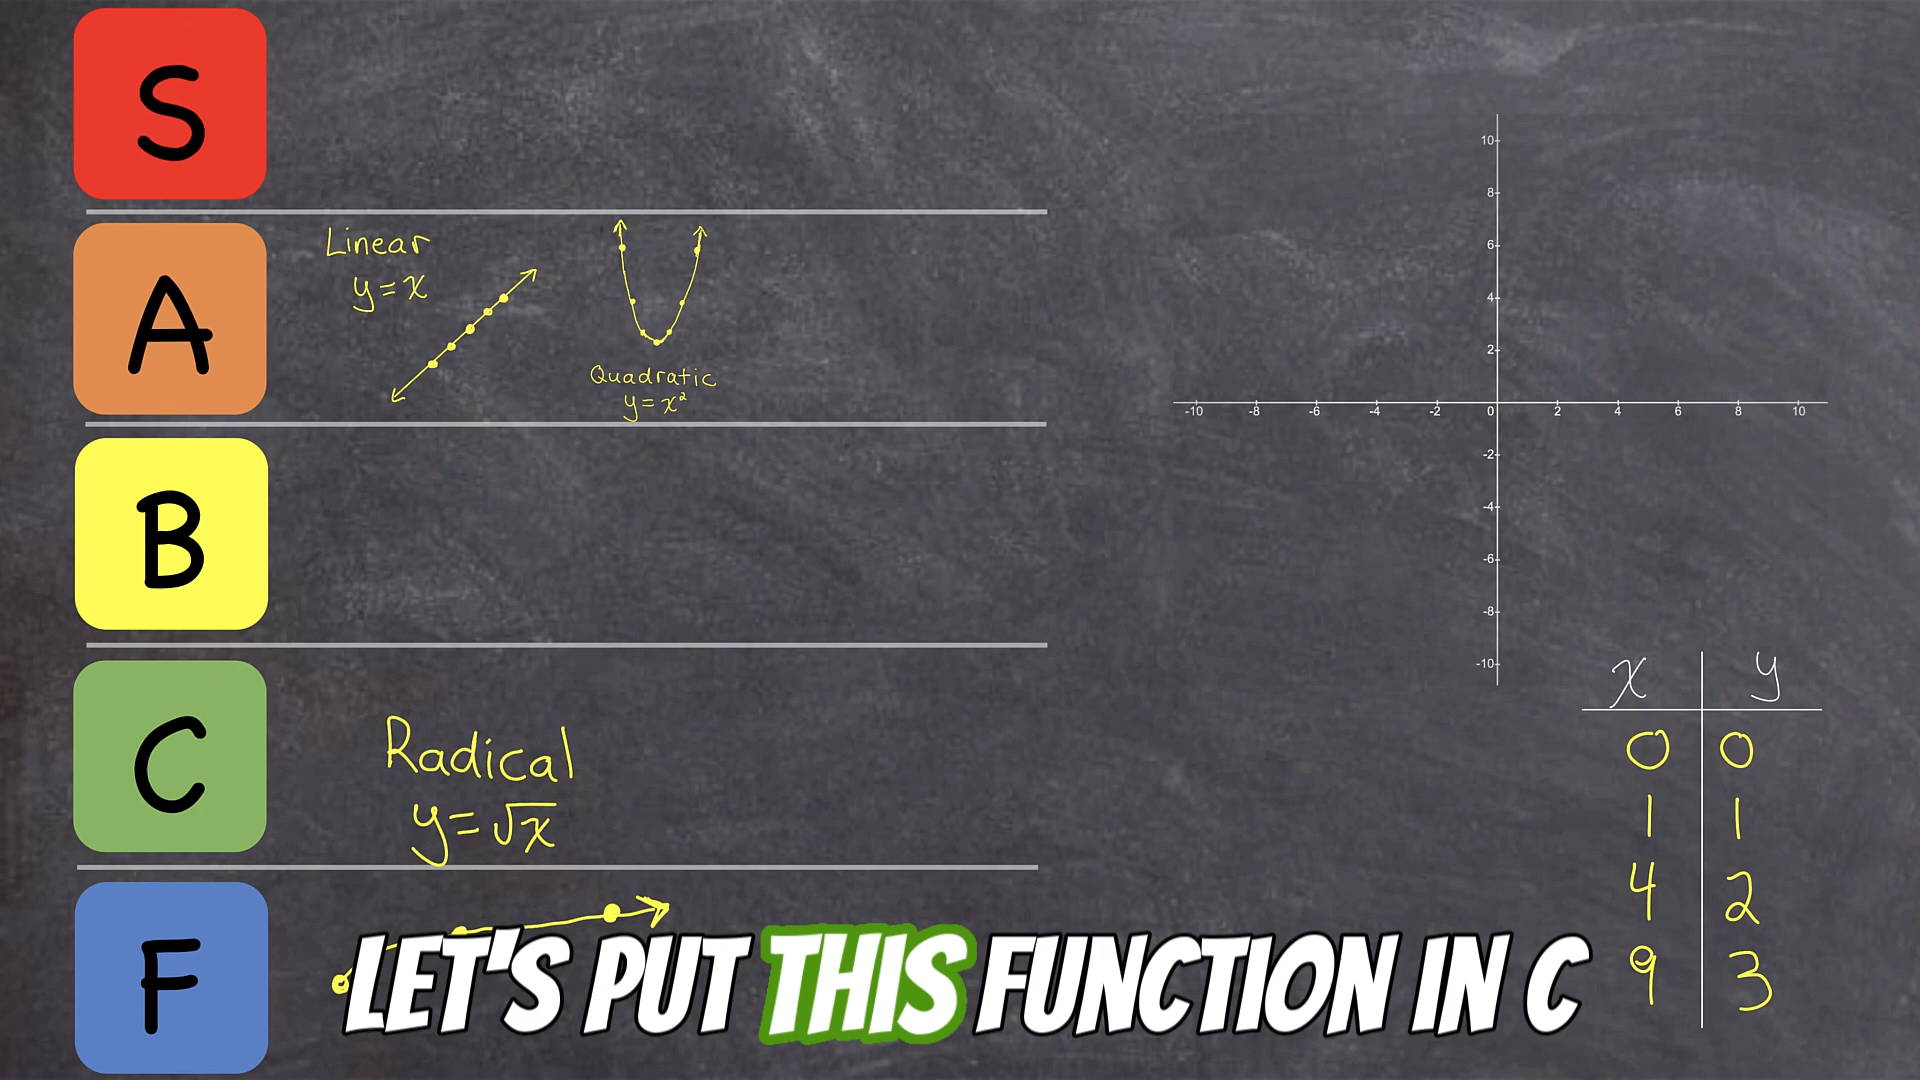 S
A
Linear
y = x
Quadratic
y = x²
B
C
Radical
y = √x
F
10
8
6
4
2
-10 -8 -6 -4 -2 0 2 4 6 8 10
-2
-4
-6
-8
-10
x y
0 0
1 1
4 2
9 3
LET'S PUT THIS FUNCTION IN C